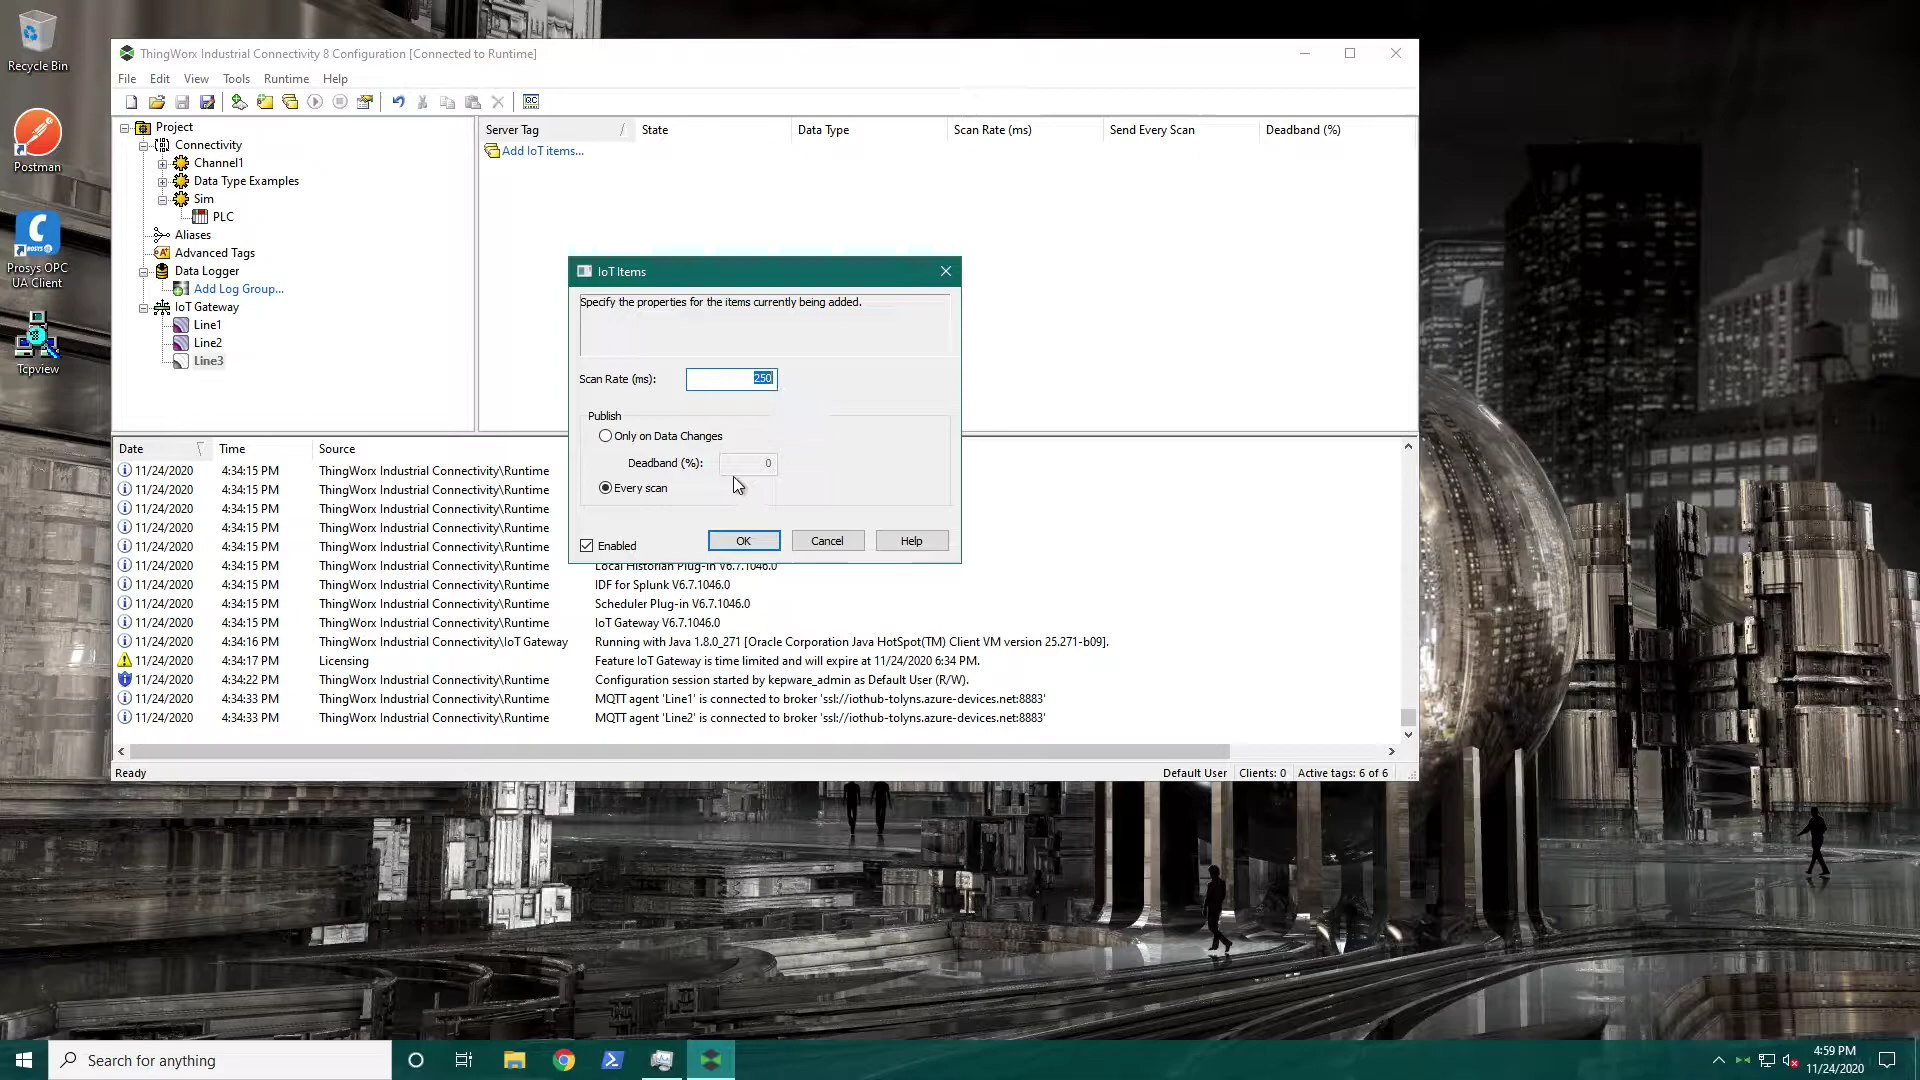 Recycle Bin
Postman
Prosys OPC
UA Client
Tcpview
ThingWorx Industrial Connectivity 8 Configuration [Connected to Runtime]
File Edit View Tools Runtime Help
QC
Project
Connectivity
Channel1
Data Type Examples
Sim
PLC
Aliases
Advanced Tags
Data Logger
Add Log Group...
IoT Gateway
Line1
Line2
Line3
Server Tag State Data Type Scan Rate (ms) Send Every Scan Deadband (%)
Add IoT items...
IoT Items
Specify the properties for the items currently being added.
Scan Rate (ms): 250
Publish
Only on Data Changes
Deadband (%): 0
Every scan
Enabled OK Cancel Help
Date Time Source
11/24/2020 4:34:15 PM ThingWorx Industrial Connectivity\Runtime
11/24/2020 4:34:15 PM ThingWorx Industrial Connectivity\Runtime
11/24/2020 4:34:15 PM ThingWorx Industrial Connectivity\Runtime
11/24/2020 4:34:15 PM ThingWorx Industrial Connectivity\Runtime
11/24/2020 4:34:15 PM ThingWorx Industrial Connectivity\Runtime
11/24/2020 4:34:15 PM ThingWorx Industrial Connectivity\Runtime Local Historian Plug-in V6.7.1046.0
11/24/2020 4:34:15 PM ThingWorx Industrial Connectivity\Runtime IDF for Splunk V6.7.1046.0
11/24/2020 4:34:15 PM ThingWorx Industrial Connectivity\Runtime Scheduler Plug-in V6.7.1046.0
11/24/2020 4:34:15 PM ThingWorx Industrial Connectivity\Runtime IoT Gateway V6.7.1046.0
11/24/2020 4:34:16 PM ThingWorx Industrial Connectivity\IoT Gateway Running with Java 1.8.0_271 [Oracle Corporation Java HotSpot(TM) Client VM version 25.271-b09].
11/24/2020 4:34:17 PM Licensing Feature IoT Gateway is time limited and will expire at 11/24/2020 6:34 PM.
11/24/2020 4:34:22 PM ThingWorx Industrial Connectivity\Runtime Configuration session started by kepware_admin as Default User (R/W).
11/24/2020 4:34:33 PM ThingWorx Industrial Connectivity\Runtime MQTT agent 'Line1' is connected to broker 'ssl://iothub-tolyns.azure-devices.net:8883'
11/24/2020 4:34:33 PM ThingWorx Industrial Connectivity\Runtime MQTT agent 'Line2' is connected to broker 'ssl://iothub-tolyns.azure-devices.net:8883'
Ready Default User Clients: 0 Active tags: 6 of 6
Search for anything
4:59 PM
11/24/2020